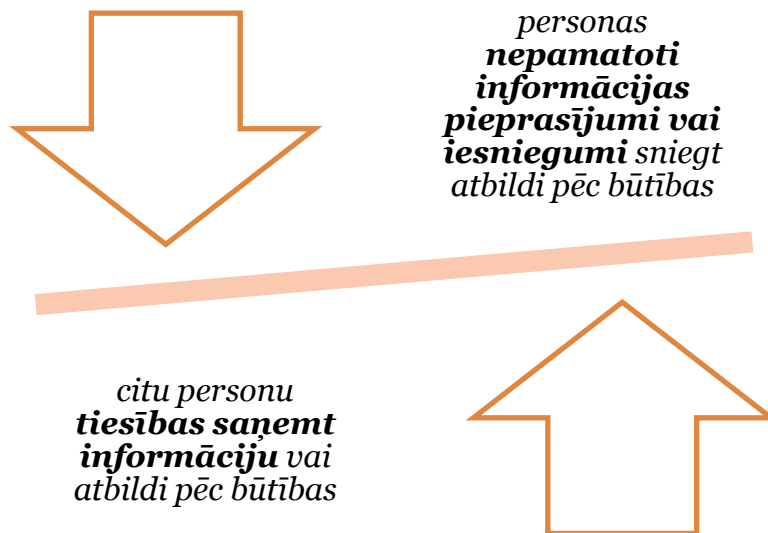 personas
nepamatoti
informācijas
pieprasījumi vai
iesniegumi sniegt
atbildi pēc būtības
citu personu
tiesības saņemt
informāciju vai
atbildi pēc būtības